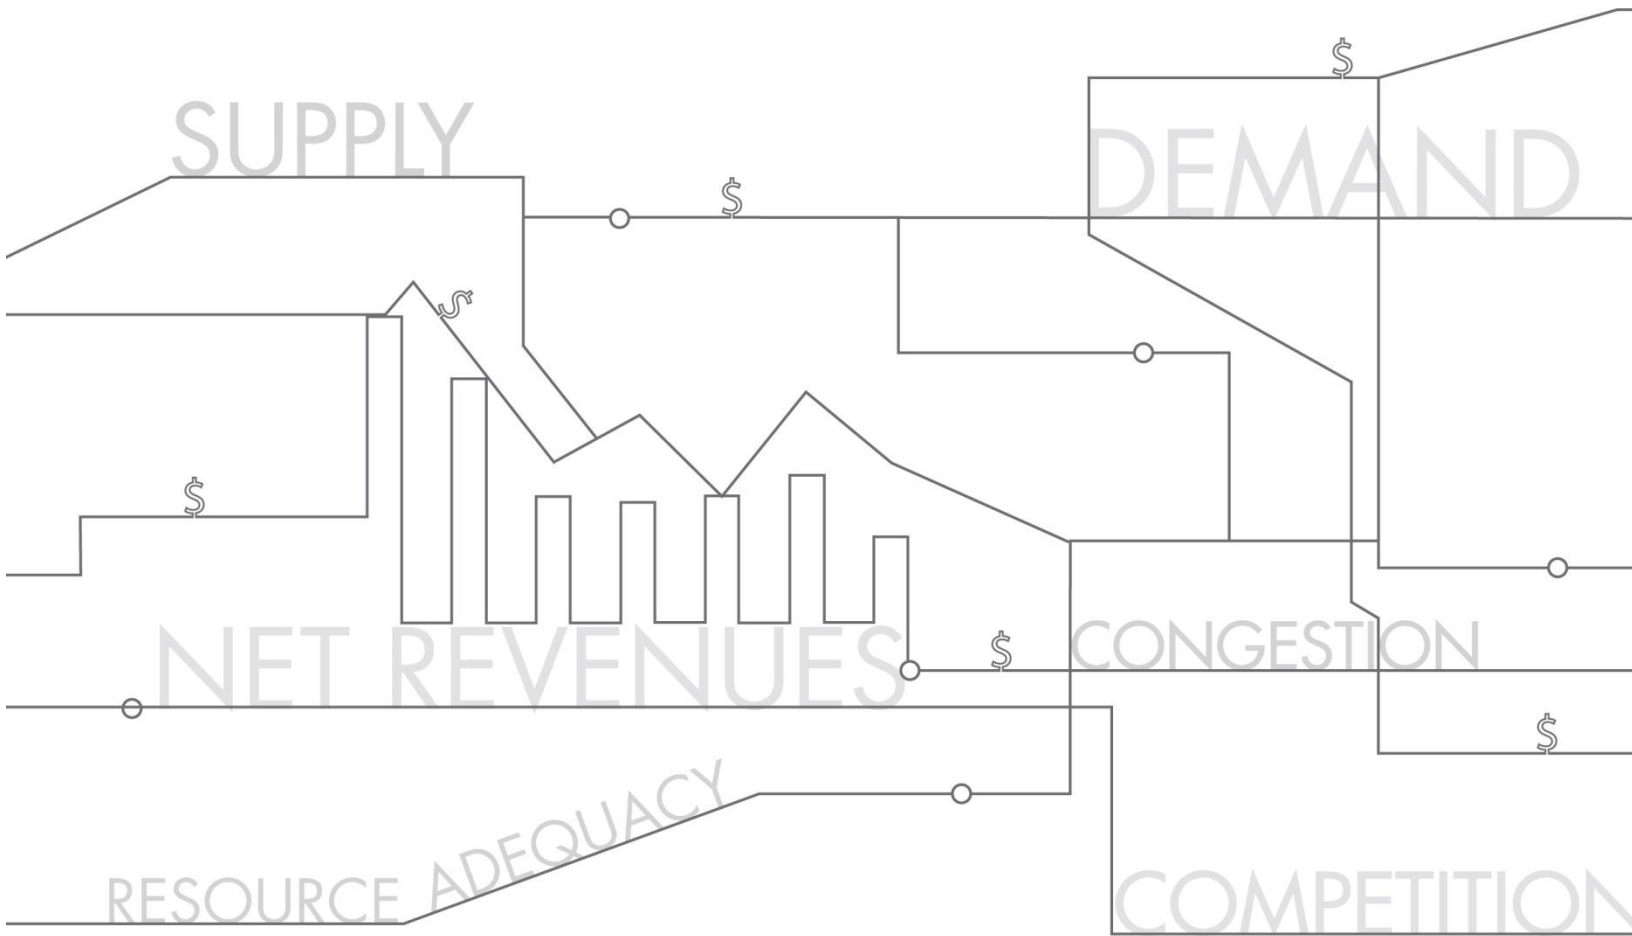 $
SUPPLY
DEMAND
$
$
$
NET REVENUES
$
CONGESTION
$
RESOURCE ADEQUACY
COMPETITION